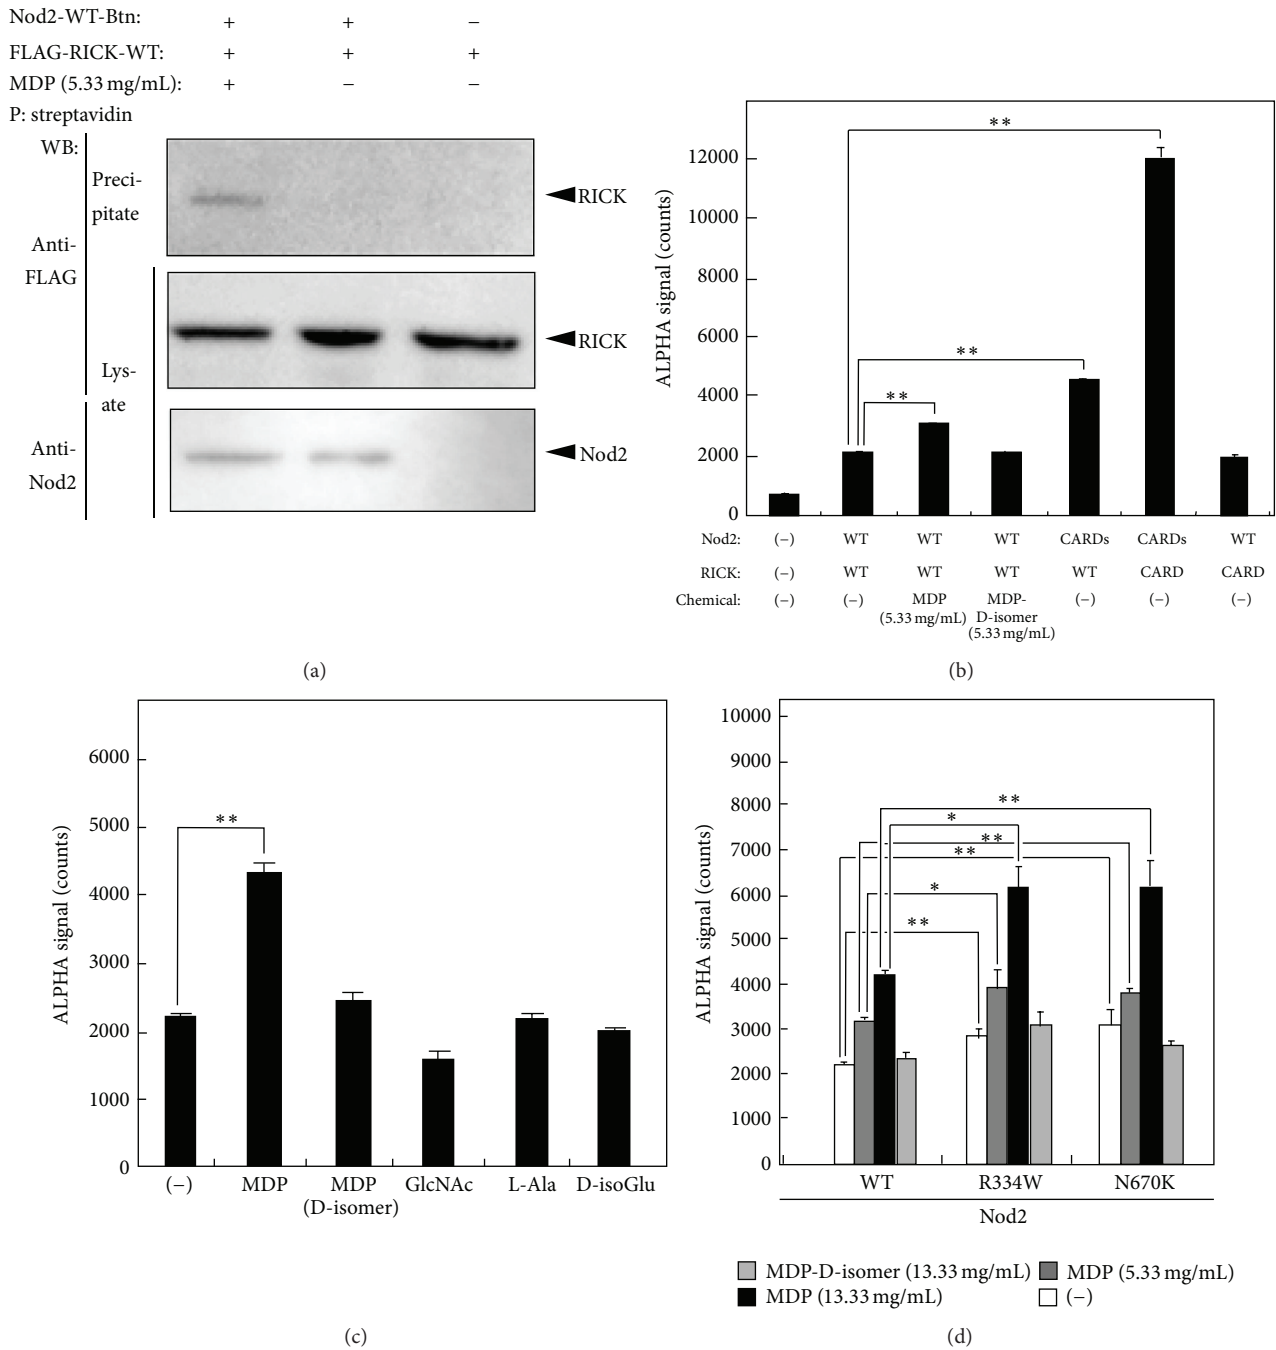 Nod2-WT-Btn: + + −
FLAG-RICK-WT: + + +
MDP (5.33 mg/mL): + − −
P: streptavidin
WB:
Preci-
pitate
RICK
Anti-
FLAG
RICK
Lys-
ate
Anti-
Nod2
Nod2
(a)
ALPHA signal (counts)
12000
10000
8000
6000
4000
2000
0
**
**
**
Nod2: (−) WT WT WT CARDs CARDs WT
RICK: (−) WT WT WT WT CARD CARD
Chemical: (−) (−) MDP (5.33 mg/mL) MDP-D-isomer (5.33 mg/mL) (−) (−) (−)
(b)
ALPHA signal (counts)
6000
5000
4000
3000
2000
1000
0
**
(−) MDP MDP (D-isomer) GlcNAc L-Ala D-isoGlu
(c)
ALPHA signal (counts)
10000
9000
8000
7000
6000
5000
4000
3000
2000
1000
0
**
*
**
**
*
**
WT R334W N670K
Nod2
MDP-D-isomer (13.33 mg/mL) MDP (5.33 mg/mL)
MDP (13.33 mg/mL) (−)
(d)